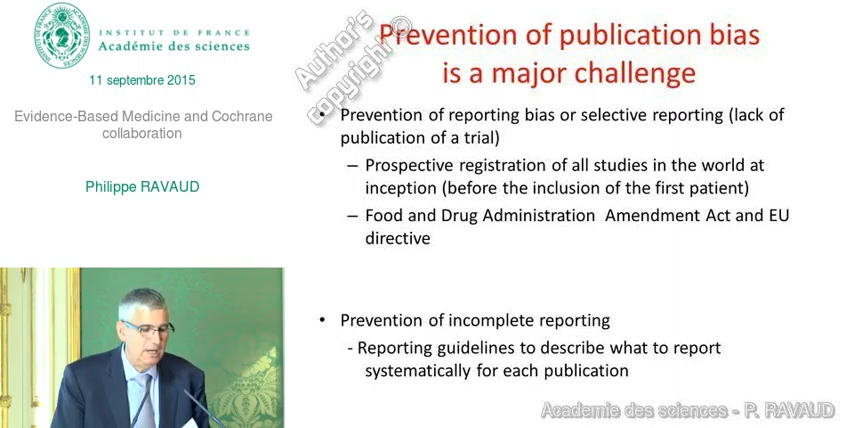 INSTITUT DE FRANCE
Académie des sciences
11 septembre 2015
Evidence-Based Medicine and Cochrane
collaboration
Philippe RAVAUD
Author's
copyright ©
Prevention of publication bias
is a major challenge
• Prevention of reporting bias or selective reporting (lack of
publication of a trial)
– Prospective registration of all studies in the world at
inception (before the inclusion of the first patient)
– Food and Drug Administration Amendment Act and EU
directive
• Prevention of incomplete reporting
- Reporting guidelines to describe what to report
systematically for each publication
Academie des sciences - P. RAVAUD